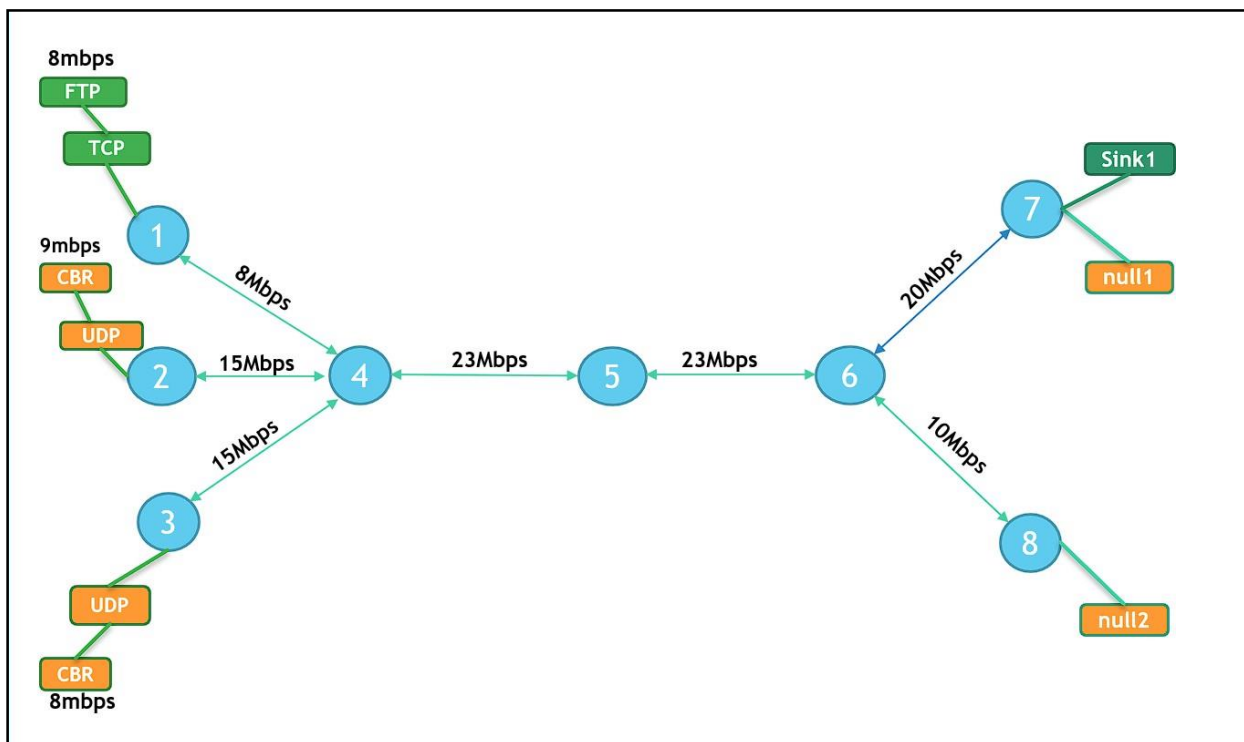 8mbps
FTP
TCP
Sink1
7
1
9mbps
CBR
null1
8Mbps
20Mbps
UDP
2
15Mbps
4
23Mbps
5
23Mbps
6
15Mbps
10Mbps
3
8
UDP
null2
CBR
8mbps